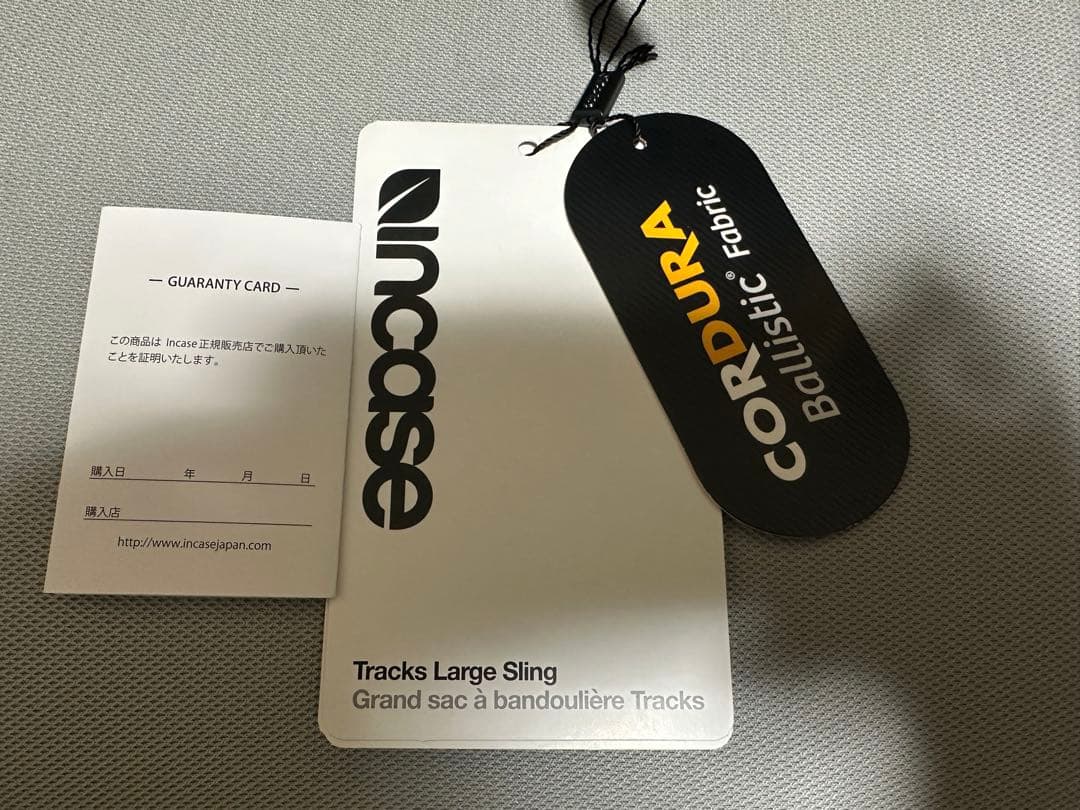 — GUARANTY CARD —
この商品は Incase 正規販売店でご購入頂いた
ことを証明いたします。
購入日 年 月 日
購入店
http://www.incasejapan.com
incase
Tracks Large Sling
Grand sac à bandoulière Tracks
CORDURA
Ballistic® Fabric